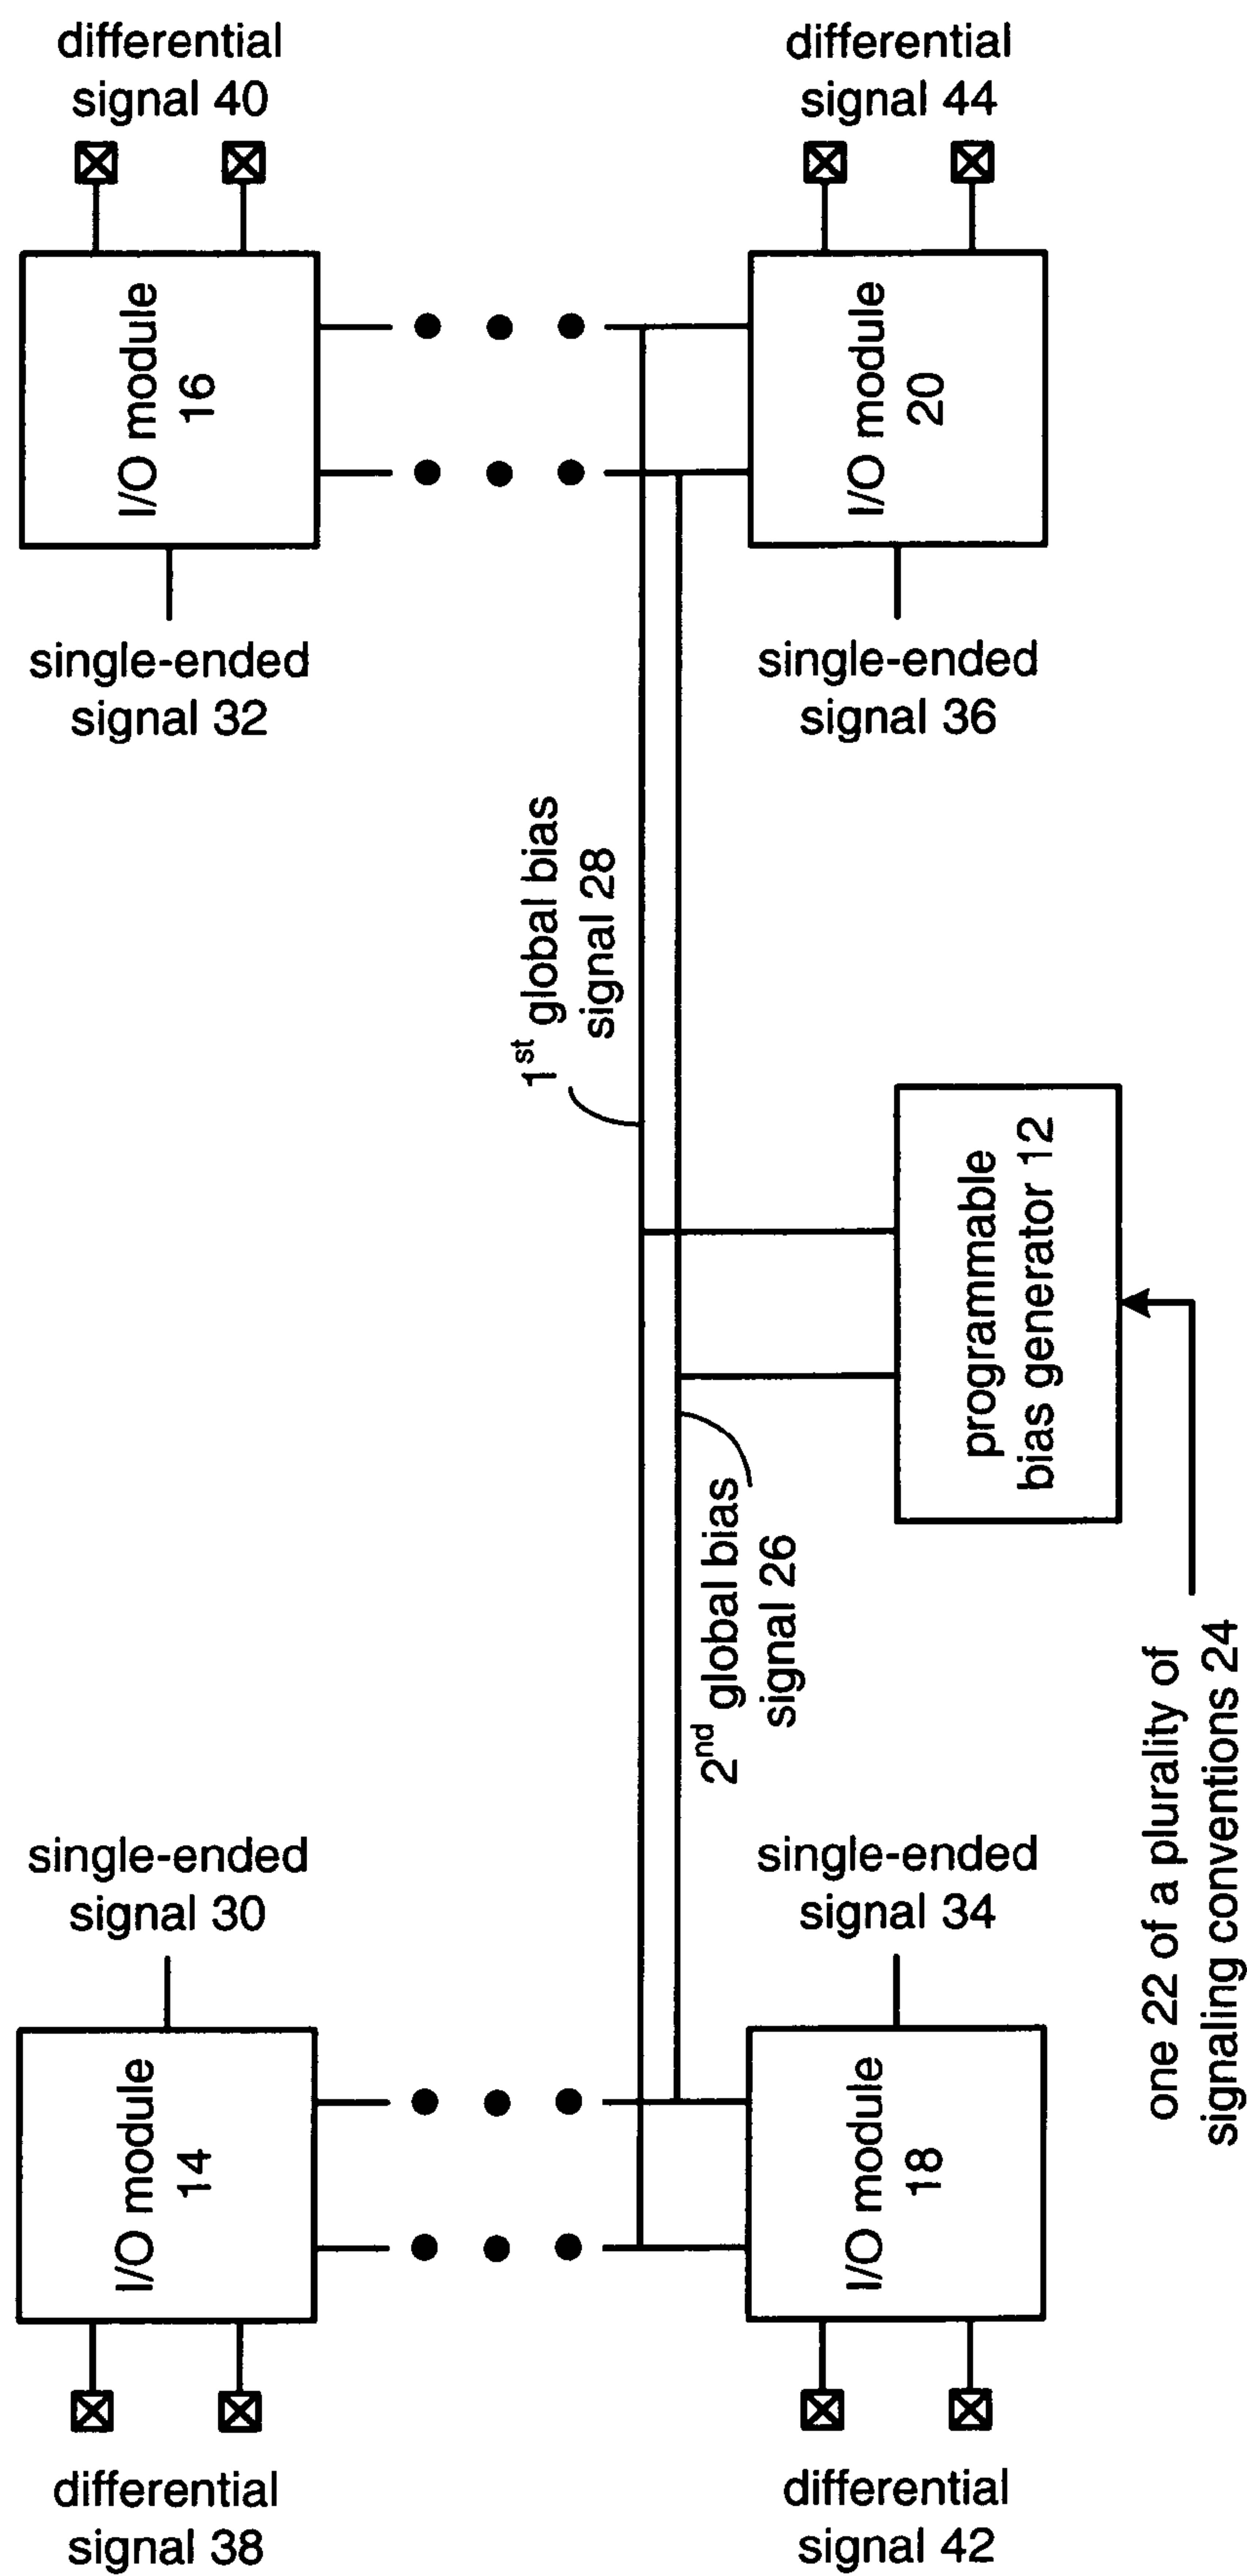 differential
signal 40
differential
signal 44
I/O module
16
I/O module
20
single-ended
signal 32
single-ended
signal 36
1st global bias
signal 28
programmable
bias generator 12
2nd global bias
signal 26
one 22 of a plurality of
signaling conventions 24
single-ended
signal 30
single-ended
signal 34
I/O module
14
I/O module
18
differential
signal 38
differential
signal 42